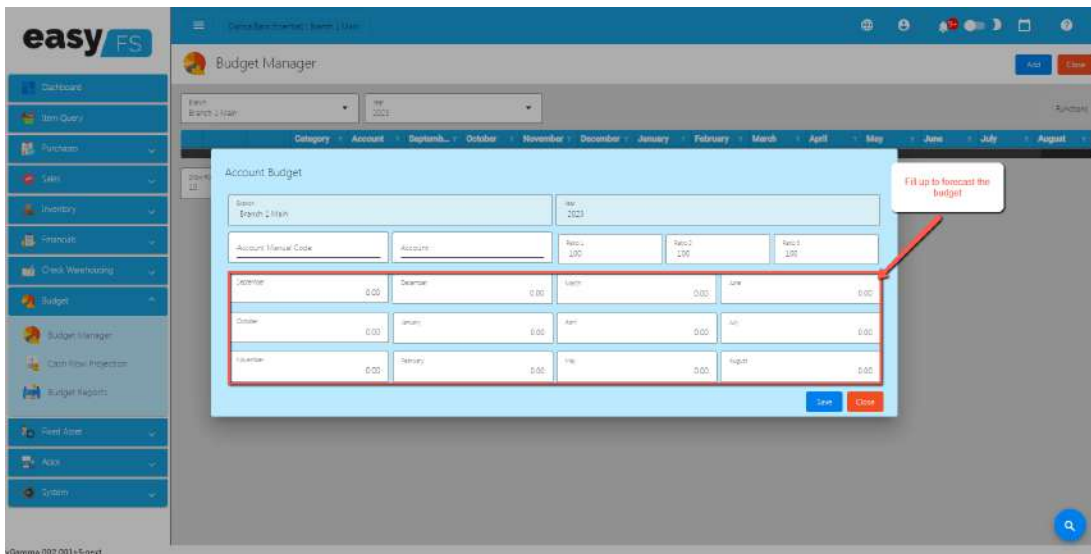 easy FS
Budget Manager
Add
Close
Dashboard
Item Query
Purchases
Sales
Inventory
Financials
Check Warehousing
Budget
Budget Manager
Cash Flow Projection
Budget Reports
Fixed Asset
Apps
System
Branch
Branch 1 Main
Year
2023
Functions
Category Account Septemb... October November December January February March April May June July August
Account Budget
Branch
Branch 1 Main
Year
2023
Account Manual Code
Account
Ratio 1
100
Ratio 2
100
Ratio 3
100
September
0.00
December
0.00
March
0.00
June
0.00
October
0.00
January
0.00
April
0.00
July
0.00
November
0.00
February
0.00
May
0.00
August
0.00
Save
Close
Fill up to forecast the
budget